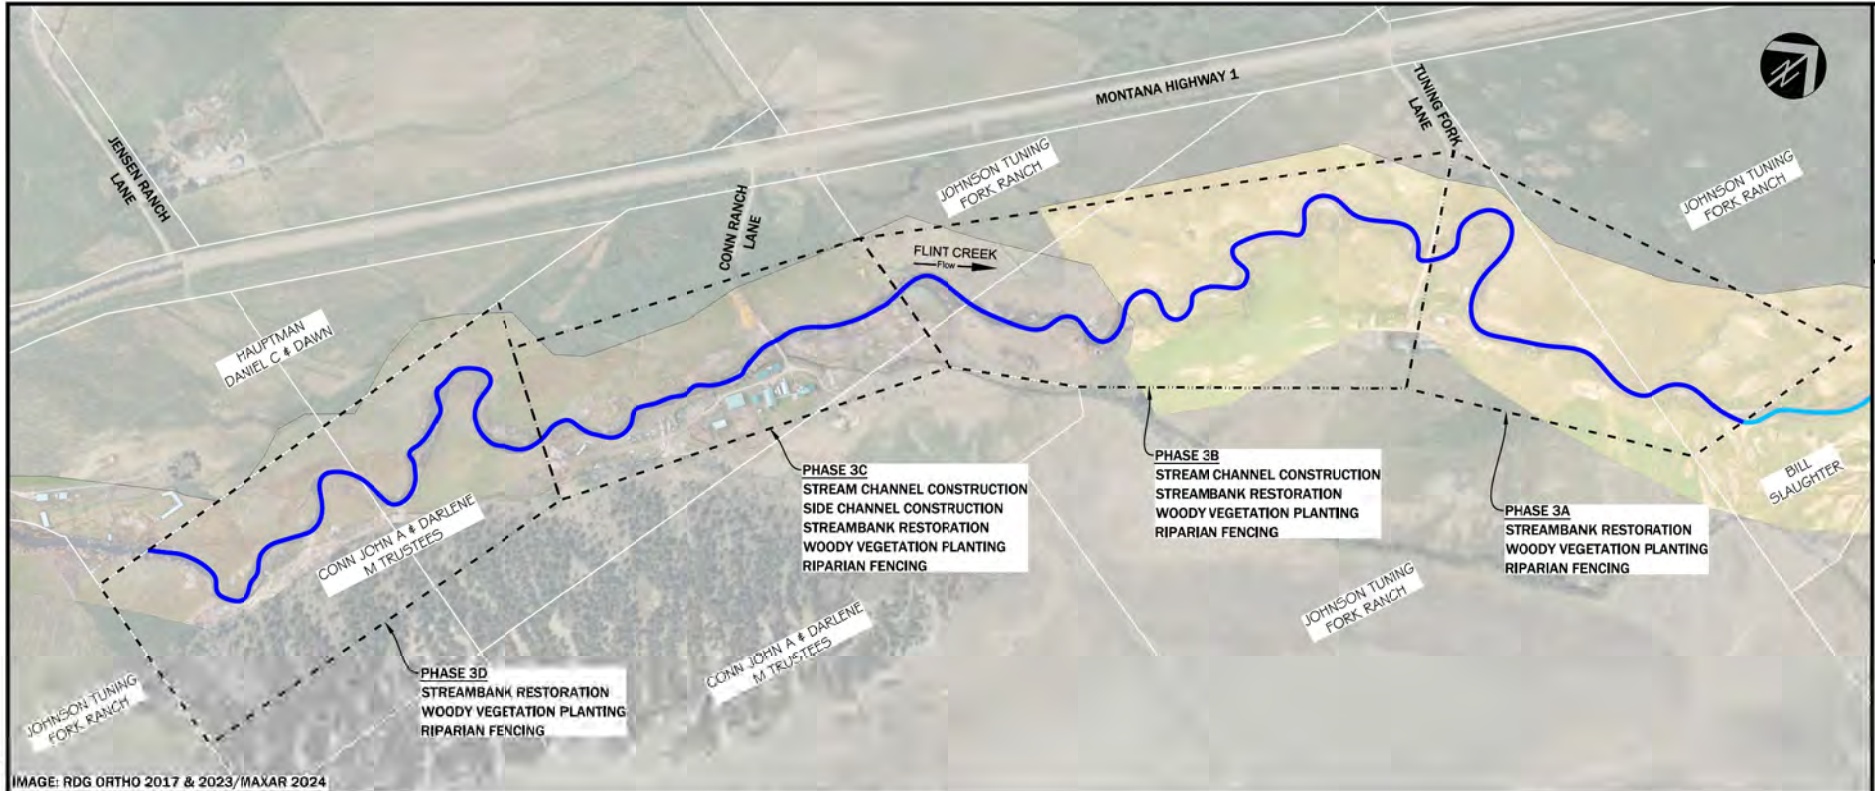 MONTANA HIGHWAY 1
TUNING FORK
LANE
JENSEN RANCH
LANE
JOHNSON TUNING
FORK RANCH
JOHNSON TUNING
FORK RANCH
CONN RANCH
LANE
FLINT CREEK
Flow
HAUPTMAN
DANIEL C & DAWN
CONN JOHN A & DARLENE
M TRUSTEES
PHASE 3C
STREAM CHANNEL CONSTRUCTION
SIDE CHANNEL CONSTRUCTION
STREAMBANK RESTORATION
WOODY VEGETATION PLANTING
RIPARIAN FENCING
PHASE 3B
STREAM CHANNEL CONSTRUCTION
STREAMBANK RESTORATION
WOODY VEGETATION PLANTING
RIPARIAN FENCING
PHASE 3A
STREAMBANK RESTORATION
WOODY VEGETATION PLANTING
RIPARIAN FENCING
BILL
SLAUGHTER
JOHNSON TUNING
FORK RANCH
CONN JOHN A & DARLENE
M TRUSTEES
PHASE 3D
STREAMBANK RESTORATION
WOODY VEGETATION PLANTING
RIPARIAN FENCING
JOHNSON TUNING
FORK RANCH
IMAGE: RDG ORTHO 2017 & 2023/MAXAR 2024
N